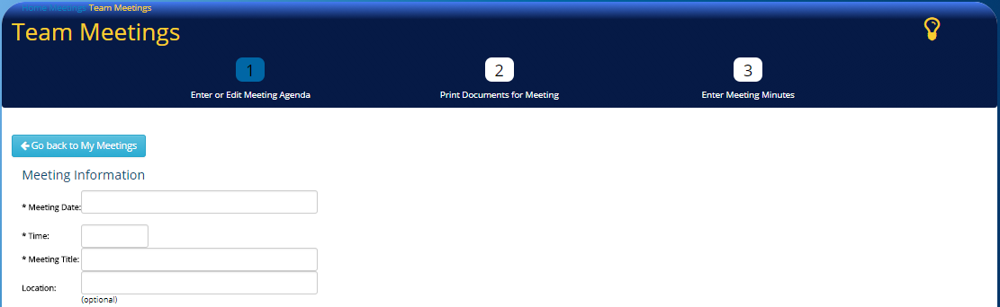 Home Meetings Team Meetings
Team Meetings
1 2 3
Enter or Edit Meeting Agenda Print Documents for Meeting Enter Meeting Minutes
Go back to My Meetings
Meeting Information
* Meeting Date:
* Time:
* Meeting Title:
Location:
(optional)